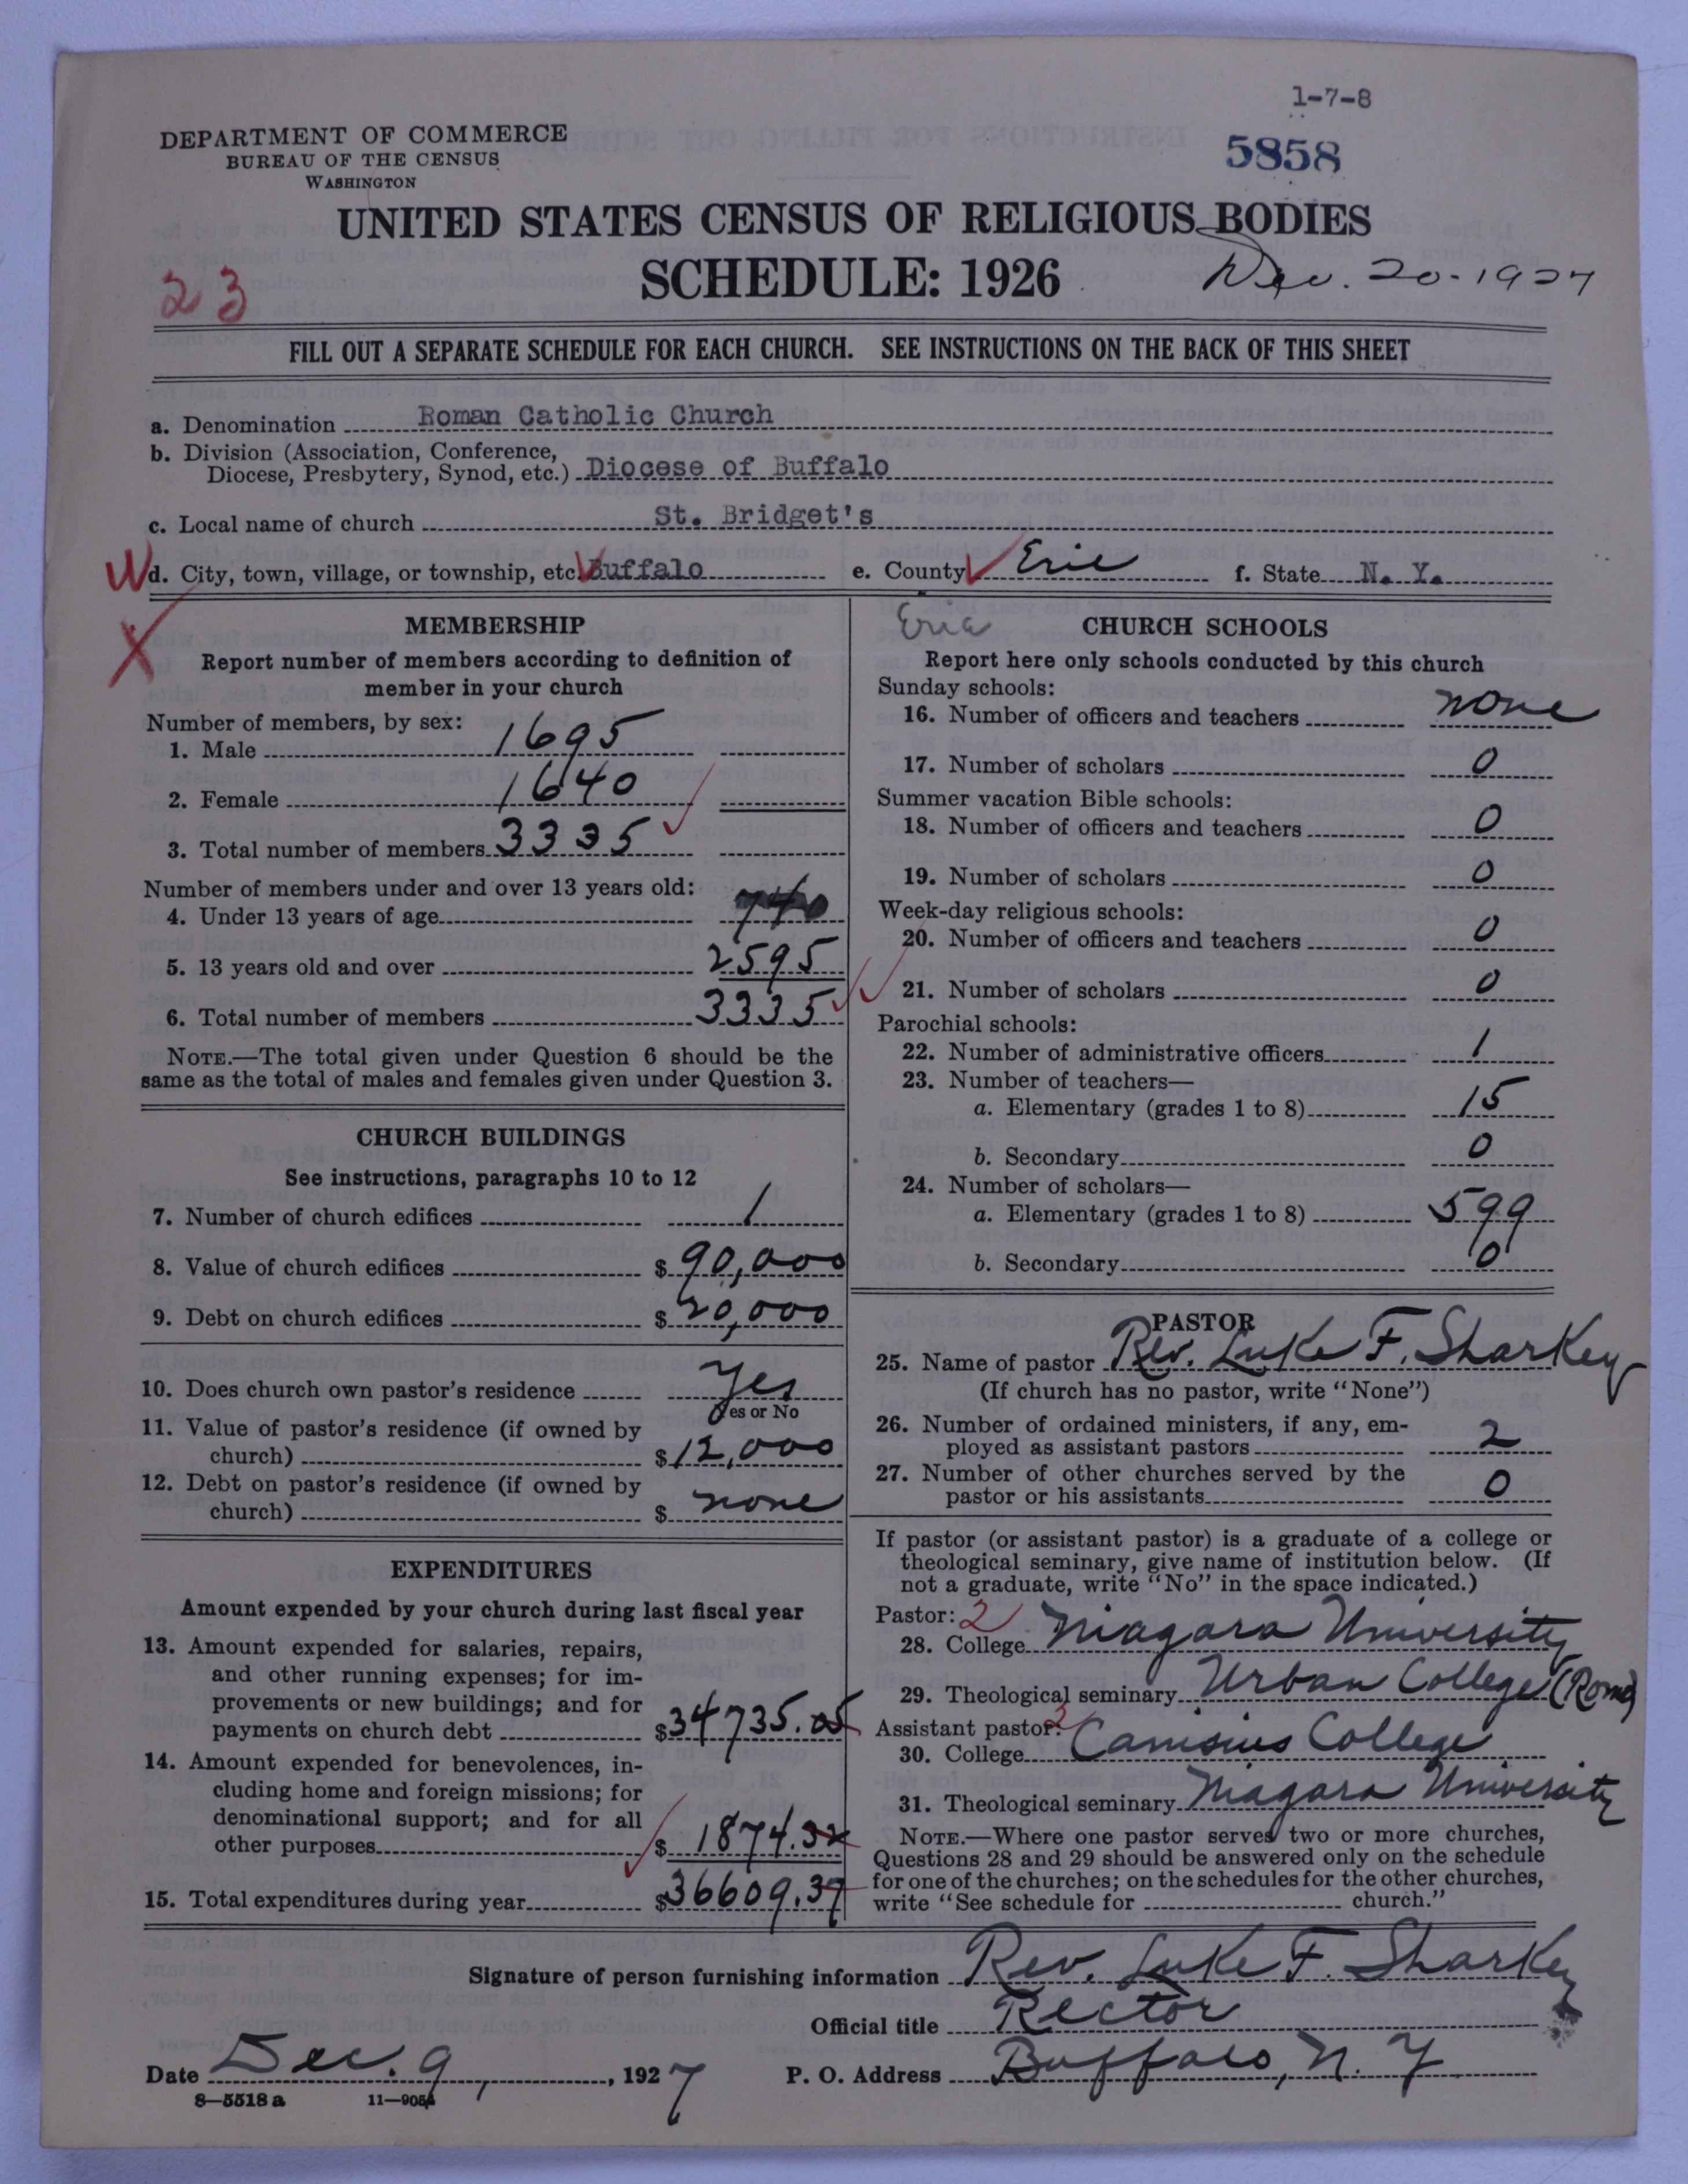 1-7-8
DEPARTMENT OF COMMERCE
BUREAU OF THE CENSUS
WASHINGTON
5858
UNITED STATES CENSUS OF RELIGIOUS BODIES
SCHEDULE: 1926
Dec. 20-1927
23
FILL OUT A SEPARATE SCHEDULE FOR EACH CHURCH. SEE INSTRUCTIONS ON THE BACK OF THIS SHEET
a. Denomination Roman Catholic Church
b. Division (Association, Conference,
Diocese, Presbytery, Synod, etc.) Diocese of Buffalo
c. Local name of church St. Bridget's
W d. City, town, village, or township, etc. Buffalo e. County Erie f. State N. Y.
X
MEMBERSHIP
Report number of members according to definition of
member in your church
Number of members, by sex:
1. Male 1695
2. Female 1640
3. Total number of members 3335
Number of members under and over 13 years old:
4. Under 13 years of age 740
5. 13 years old and over 2595
6. Total number of members 3335
NOTE.—The total given under Question 6 should be the
same as the total of males and females given under Question 3.
CHURCH BUILDINGS
See instructions, paragraphs 10 to 12
7. Number of church edifices 1
8. Value of church edifices $ 90,000
9. Debt on church edifices $ 20,000
10. Does church own pastor's residence Yes
Yes or No
11. Value of pastor's residence (if owned by
church) $ 12,000
12. Debt on pastor's residence (if owned by
church) $ none
EXPENDITURES
Amount expended by your church during last fiscal year
13. Amount expended for salaries, repairs,
and other running expenses; for im-
provements or new buildings; and for
payments on church debt $34735.05
14. Amount expended for benevolences, in-
cluding home and foreign missions; for
denominational support; and for all
other purposes $ 1874.32
15. Total expenditures during year $36609.37
Erie
CHURCH SCHOOLS
Report here only schools conducted by this church
Sunday schools:
16. Number of officers and teachers none
17. Number of scholars 0
Summer vacation Bible schools:
18. Number of officers and teachers 0
19. Number of scholars 0
Week-day religious schools:
20. Number of officers and teachers 0
21. Number of scholars 0
Parochial schools:
22. Number of administrative officers 1
23. Number of teachers—
a. Elementary (grades 1 to 8) 15
b. Secondary 0
24. Number of scholars—
a. Elementary (grades 1 to 8) 599
b. Secondary 0
PASTOR
25. Name of pastor Rev. Luke F. Sharkey
(If church has no pastor, write "None")
26. Number of ordained ministers, if any, em-
ployed as assistant pastors 2
27. Number of other churches served by the
pastor or his assistants 0
If pastor (or assistant pastor) is a graduate of a college or
theological seminary, give name of institution below. (If
not a graduate, write "No" in the space indicated.)
Pastor: 2
28. College Niagara University
29. Theological seminary Urban College (Rome)
Assistant pastor: 2
30. College Canisius College
31. Theological seminary Niagara University
NOTE.—Where one pastor serves two or more churches,
Questions 28 and 29 should be answered only on the schedule
for one of the churches; on the schedules for the other churches,
write "See schedule for church."
Signature of person furnishing information Rev. Luke F. Sharkey
Official title Rector
Date Dec. 9, 1927 P. O. Address Buffalo, N. Y
8—5518 a 11—9054